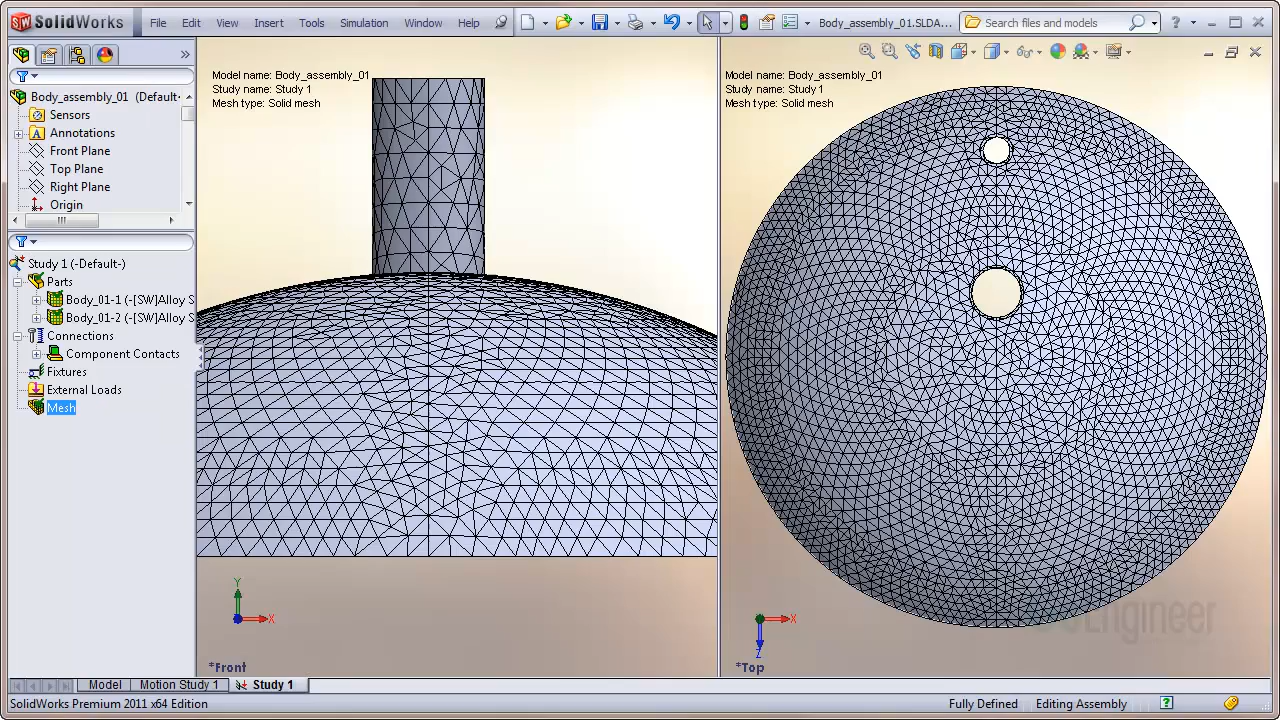 SolidWorks File Edit View Insert Tools Simulation Window Help Body_assembly_01.SLDA... Search files and models
Body_assembly_01 (Default-
Sensors
Annotations
Front Plane
Top Plane
Right Plane
Origin
Study 1 (-Default-)
Parts
Body_01-1 (-[SW]Alloy S
Body_01-2 (-[SW]Alloy S
Connections
Component Contacts
Fixtures
External Loads
Mesh
Model name: Body_assembly_01
Study name: Study 1
Mesh type: Solid mesh
Y
X
*Front
Model name: Body_assembly_01
Study name: Study 1
Mesh type: Solid mesh
X
Z
*Top
Model Motion Study 1 Study 1
SolidWorks Premium 2011 x64 Edition Fully Defined Editing Assembly